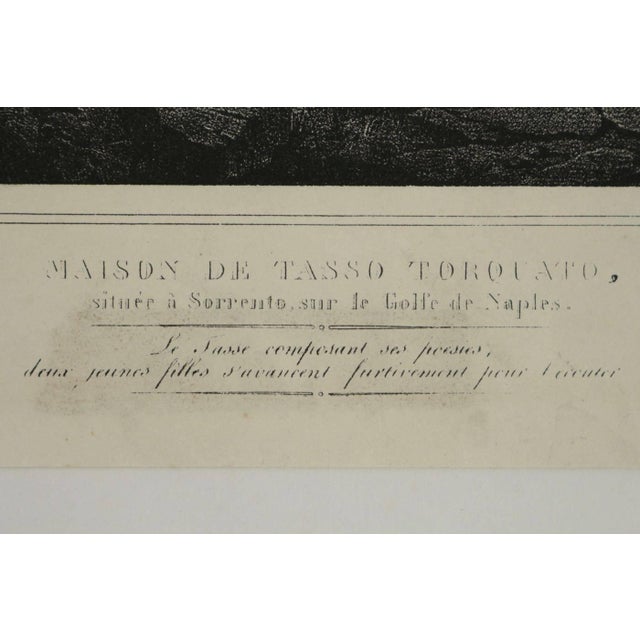 MAISON DE TASSO TORQUATO,
située à Sorrento, sur le Golfe de Naples.
Le Tasse composant ses poesies,
deux jeunes filles s'avancent furtivement pour l'ecouter